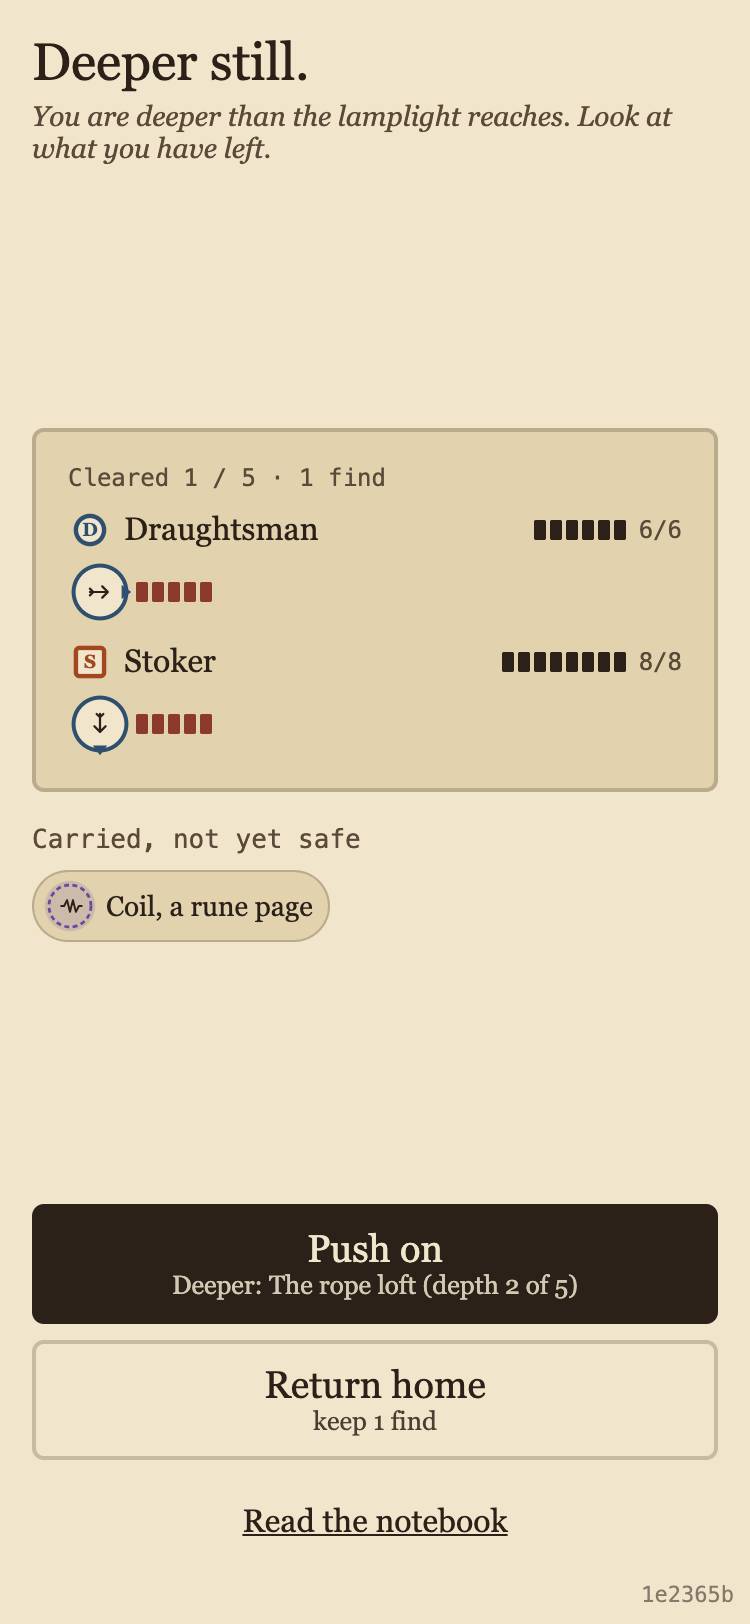 Deeper still.
You are deeper than the lamplight reaches. Look at
what you have left.
Cleared 1 / 5 · 1 find
D Draughtsman 6/6
S Stoker 8/8
Carried, not yet safe
Coil, a rune page
Push on
Deeper: The rope loft (depth 2 of 5)
Return home
keep 1 find
Read the notebook
1e2365b